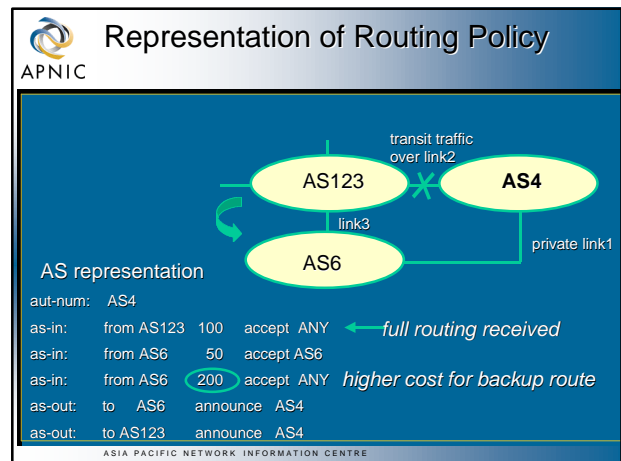 Representation of Routing Policy
APNIC
transit traffic
over link2
AS123
AS4
link3
private link1
AS6
AS representation
aut-num: AS4
as-in: from AS123 100 accept ANY full routing received
as-in: from AS6 50 accept AS6
as-in: from AS6 200 accept ANY higher cost for backup route
as-out: to AS6 announce AS4
as-out: to AS123 announce AS4
ASIA PACIFIC NETWORK INFORMATION CENTRE